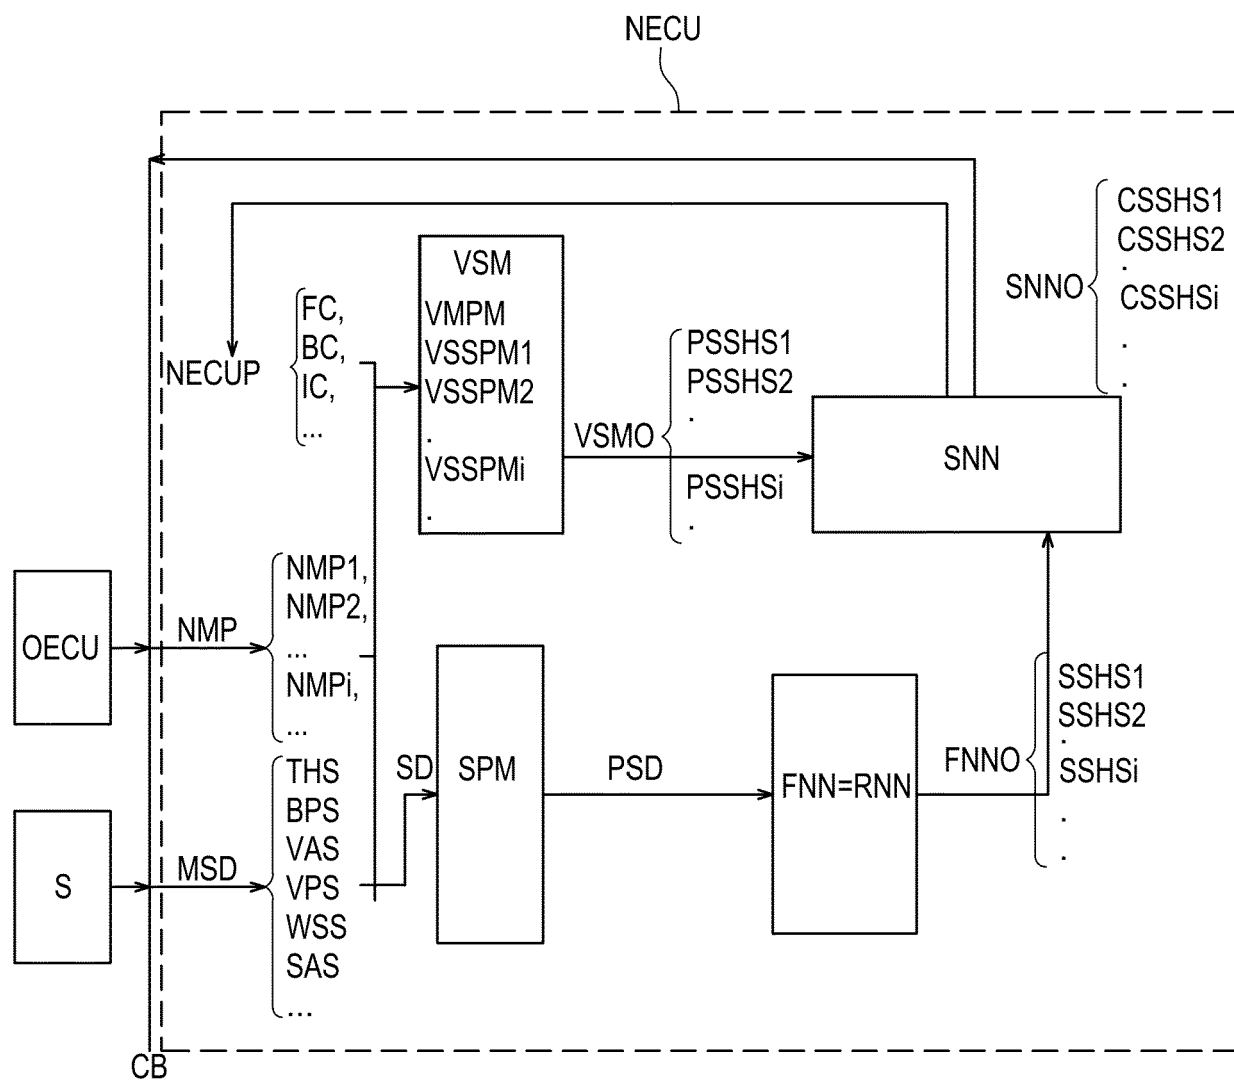 NECU
CSSHS1
CSSHS2
.
SNNO
CSSHSi
.
.
VSM
VMPM
VSSPM1
VSSPM2
.
VSSPMi
.
FC,
BC,
IC,
...
NECUP
PSSHS1
PSSHS2
.
VSMO
PSSHSi
.
SNN
OECU
NMP
NMP1,
NMP2,
...
NMPi,
...
S
MSD
THS
BPS
VAS
VPS
WSS
SAS
...
SD
SPM
PSD
FNN=RNN
FNNO
SSHS1
SSHS2
.
SSHSi
.
.
CB